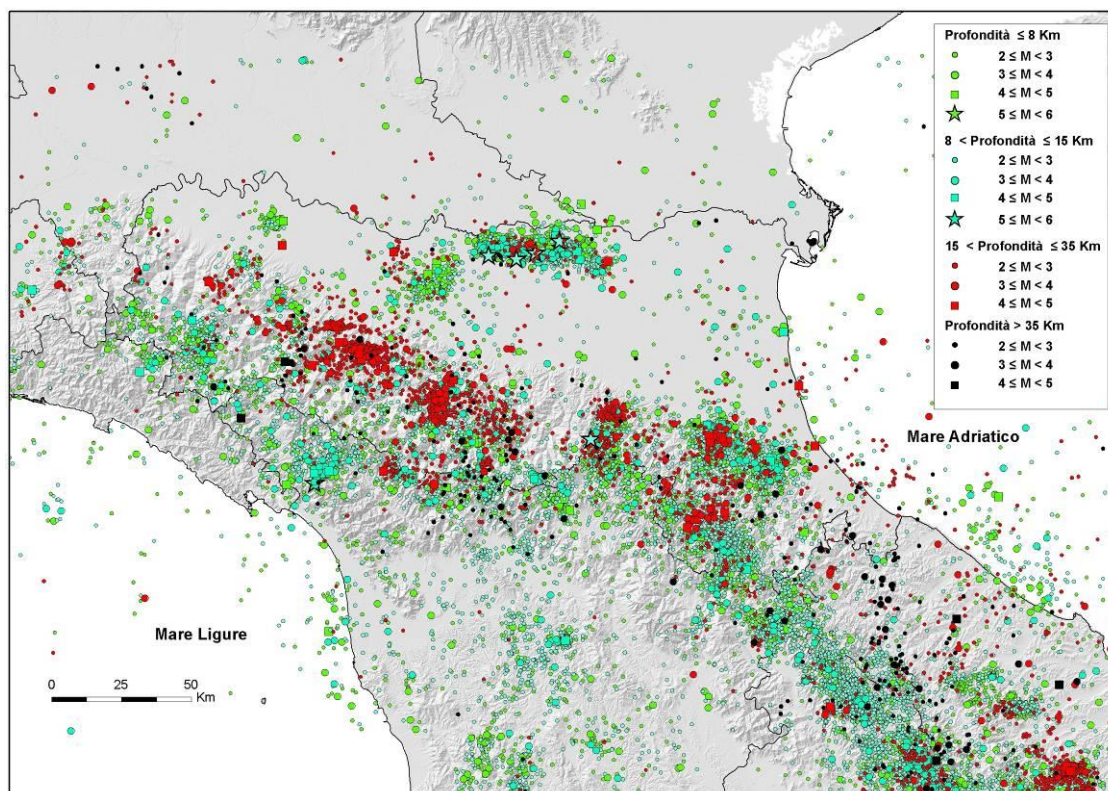 Profondità ≤ 8 Km
2 ≤ M < 3
3 ≤ M < 4
4 ≤ M < 5
5 ≤ M < 6
8 < Profondità ≤ 15 Km
2 ≤ M < 3
3 ≤ M < 4
4 ≤ M < 5
5 ≤ M < 6
15 < Profondità ≤ 35 Km
2 ≤ M < 3
3 ≤ M < 4
4 ≤ M < 5
Profondità > 35 Km
2 ≤ M < 3
3 ≤ M < 4
4 ≤ M < 5
Mare Adriatico
Mare Ligure
0 25 50
Km